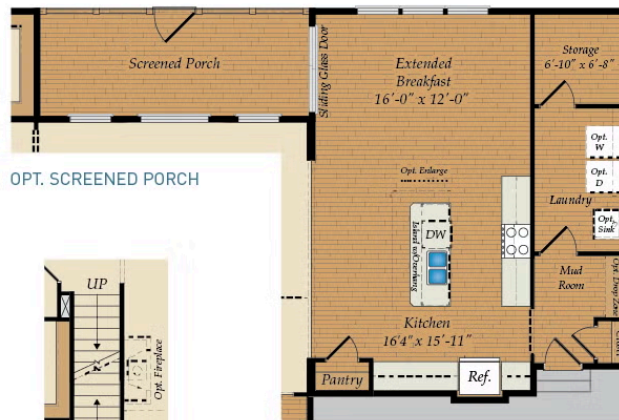 Screened Porch
Sliding Glass Door
Extended
Breakfast
16'-0" x 12'-0"
Storage
6'-10" x 6'-8"
OPT. SCREENED PORCH
Opt. Enlarge
Opt.
W
Opt.
D
Laundry
Opt.
Sink
DW
Island w/Overhang
UP
Mud
Room
Opt. Drop Zone
Opt. Fireplace
Kitchen
16'4" x 15'-11"
Pantry
Ref.